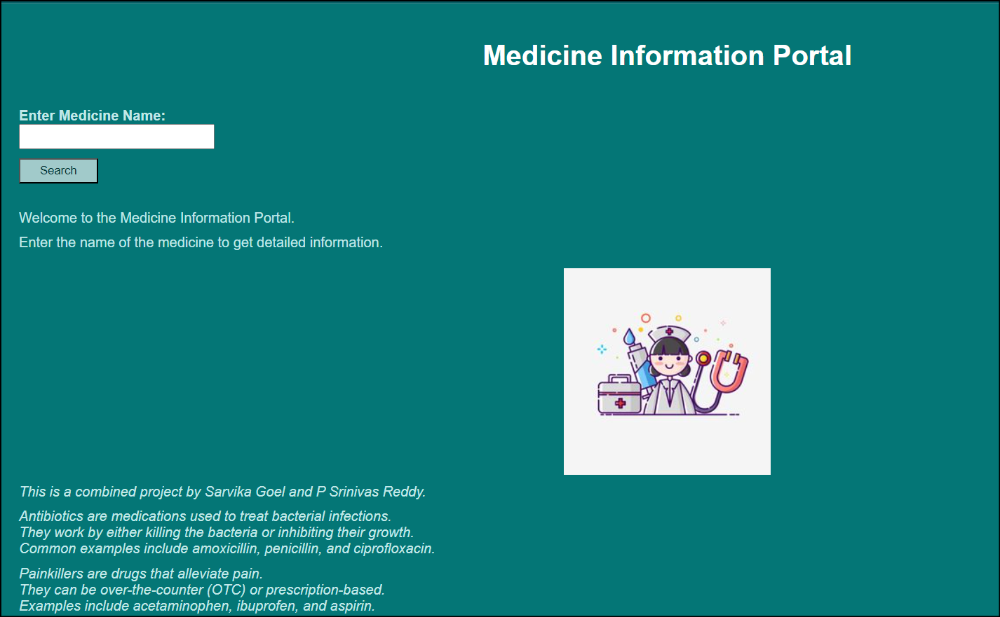 Medicine Information Portal
Enter Medicine Name:
Search
Welcome to the Medicine Information Portal.
Enter the name of the medicine to get detailed information.
This is a combined project by Sarvika Goel and P Srinivas Reddy.
Antibiotics are medications used to treat bacterial infections.
They work by either killing the bacteria or inhibiting their growth.
Common examples include amoxicillin, penicillin, and ciprofloxacin.
Painkillers are drugs that alleviate pain.
They can be over-the-counter (OTC) or prescription-based.
Examples include acetaminophen, ibuprofen, and aspirin.